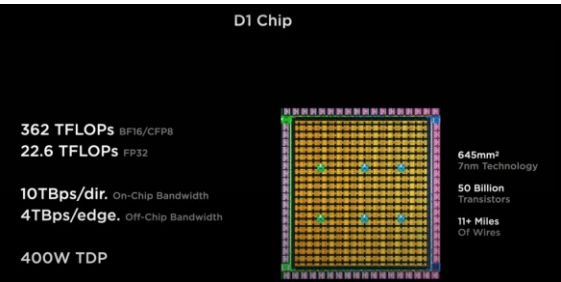 D1 Chip
362 TFLOPs BF16/CFP8
22.6 TFLOPs FP32
10TBps/dir. On-Chip Bandwidth
4TBps/edge. Off-Chip Bandwidth
400W TDP
645mm²
7nm Technology
50 Billion
Transistors
11+ Miles
Of Wires